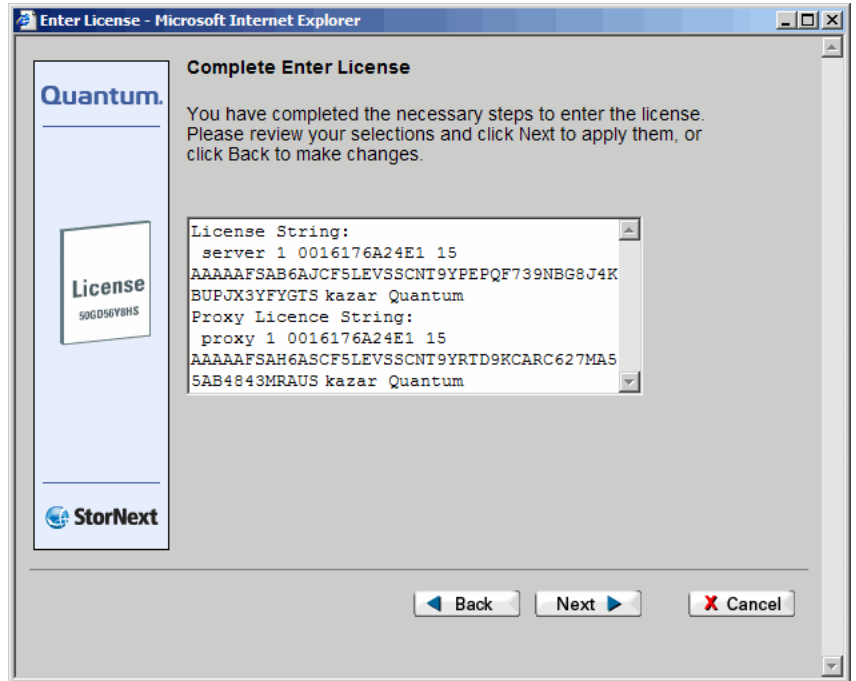 Enter License - Microsoft Internet Explorer
Quantum.
Complete Enter License
You have completed the necessary steps to enter the license.
Please review your selections and click Next to apply them, or
click Back to make changes.
License
50GD56Y8HS
License String:
server 1 0016176A24E1 15
AAAAAFSAB6AJCF5LEVSSCNT9YPEPQF739NBG8J4K
BUPJX3YFYGTS kazar Quantum
Proxy Licence String:
proxy 1 0016176A24E1 15
AAAAAFSAH6ASCF5LEVSSCNT9YRTD9KCARC627MA5
5AB4843MRAUS kazar Quantum
StorNext
Back
Next
X Cancel